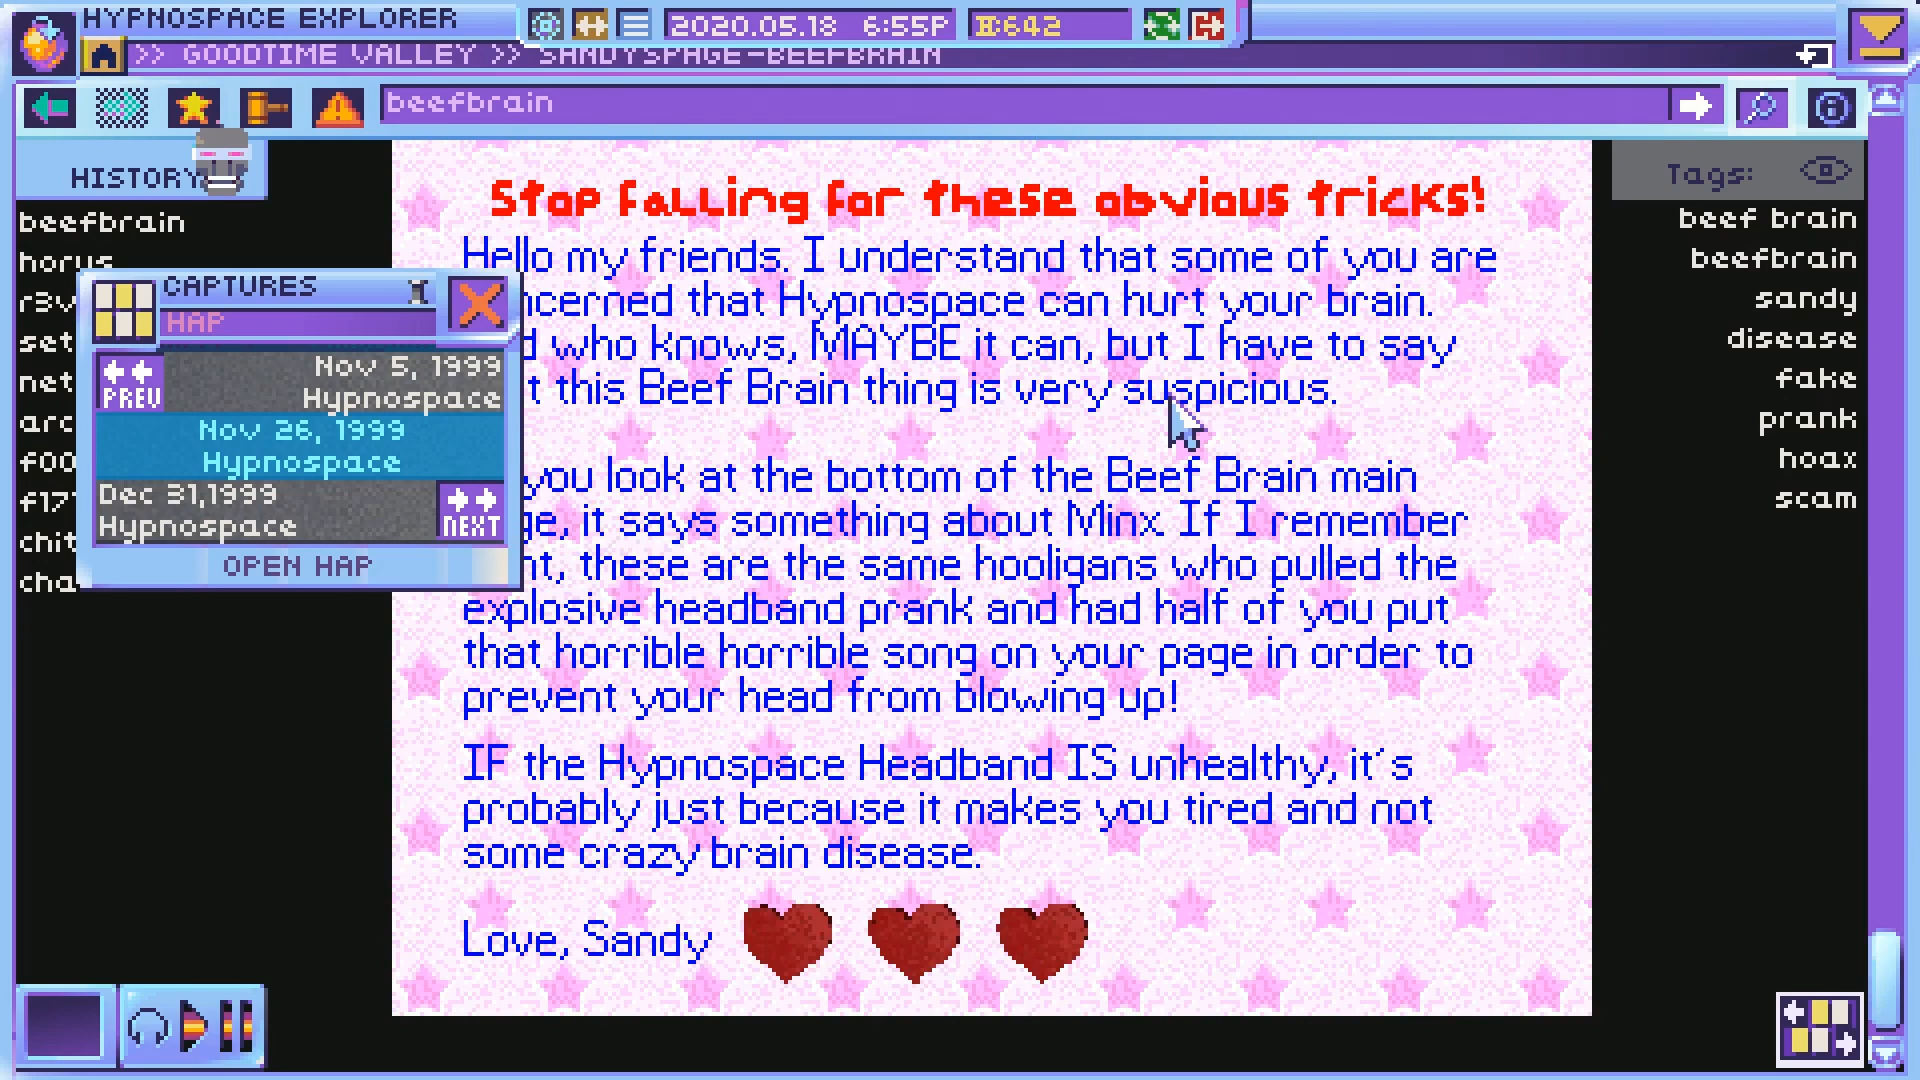 HYPNOSPACE EXPLORER
2020.05.18 6:55P
642
>> GOODTIME VALLEY >> SANDYSPAGE-BEEFBRAIN
beefbrain
HISTORY
beefbrain
horus
r3v
set
net
arc
f00
f17
chit
cha
CAPTURES
HAP
PREV
Nov 5, 1999
Hypnospace
Nov 26, 1999
Hypnospace
Dec 31,1999
Hypnospace
NEXT
OPEN HAP
Stop falling for these obvious tricks!
Hello my friends. I understand that some of you are
ncerned that Hypnospace can hurt your brain.
d who knows, MAYBE it can, but I have to say
t this Beef Brain thing is very suspicious.
you look at the bottom of the Beef Brain main
ge, it says something about Minx. If I remember
ht, these are the same hooligans who pulled the
explosive headband prank and had half of you put
that horrible horrible song on your page in order to
prevent your head from blowing up!
IF the Hypnospace Headband IS unhealthy, it's
probably just because it makes you tired and not
some crazy brain disease.
Love, Sandy
Tags:
beef brain
beefbrain
sandy
disease
fake
prank
hoax
scam